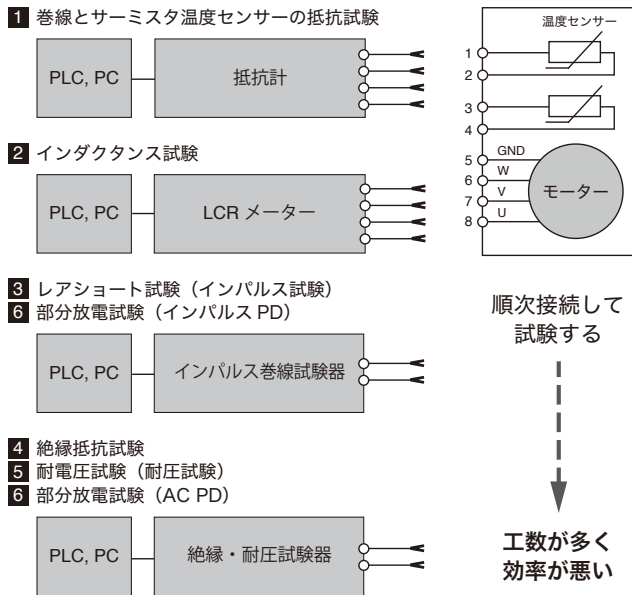 1 巻線とサーミスタ温度センサーの抵抗試験
PLC, PC
抵抗計
2 インダクタンス試験
PLC, PC
LCR メーター
3 レアショート試験（インパルス試験）
6 部分放電試験（インパルス PD）
PLC, PC
インパルス巻線試験器
4 絶縁抵抗試験
5 耐電圧試験（耐圧試験）
6 部分放電試験（AC PD）
PLC, PC
絶縁・耐圧試験器
温度センサー
1
2
3
4
5 GND
6 W
7 V
8 U
モーター
順次接続して
試験する
工数が多く
効率が悪い